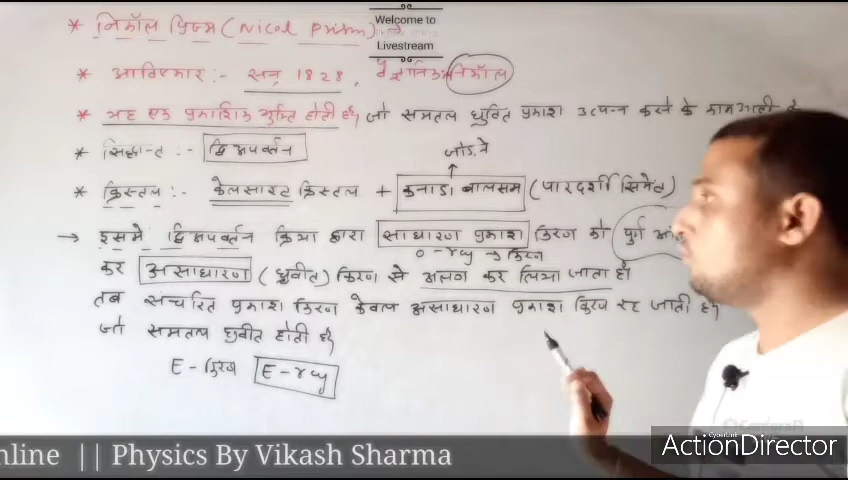 * निकॉल प्रिज्म (Nicol Prism)
Welcome to
Livestream
* आविष्कार :- सन् 1828, वैज्ञानिक निकॉल
* यह एक प्रकाशिक युक्ति होती है, जो समतल ध्रुवित प्रकाश उत्पन्न करने के काम आती है
* सिद्धान्त :- द्वि अपवर्तन
जोड़ने
* क्रिस्टल :- केलसाइट क्रिस्टल + कनाडा बालसम (पारदर्शी सिमेंट)
→ इसमे द्विअपवर्तन क्रिया द्वारा साधारण प्रकाश किरण को पूर्ण
0-ray → किरण
कर असाधारण (ध्रुवीत) किरण से अलग कर लिया जाता है
तब संचरित प्रकाश किरण केवल असाधारण प्रकाश किरण रह जाती है,
जो समतल ध्रुवीत होती है,
E-किरण E-ray
nline || Physics By Vikash Sharma
CyberLink
ActionDirector